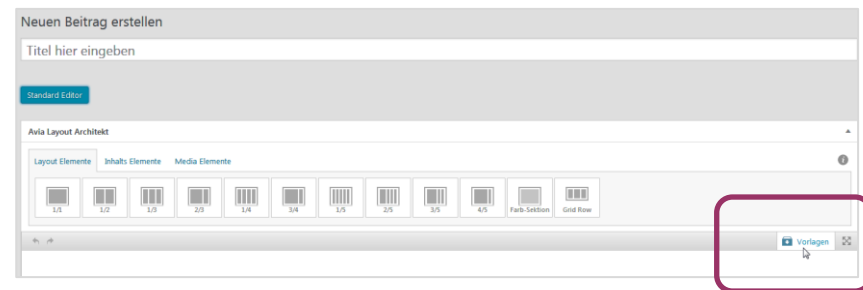 Neuen Beitrag erstellen
Titel hier eingeben
Standard Editor
Avia Layout Architekt
Layout Elemente Inhalts Elemente Media Elemente
1/1 1/2 1/3 2/3 1/4 3/4 1/5 2/5 3/5 4/5 Farb-Sektion Grid Row
Vorlagen